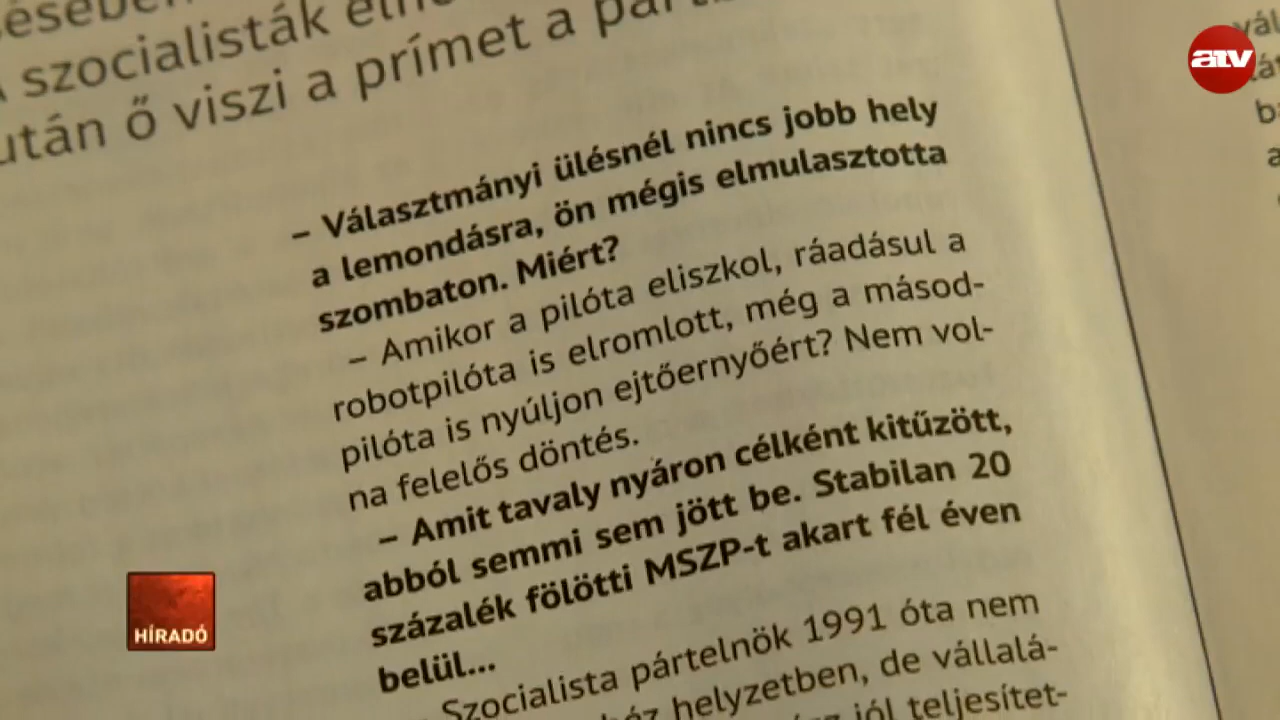 szocialisták
után ő viszi a prímet a
– Választmányi ülésnél nincs jobb hely
a lemondásra, ön mégis elmulasztotta
szombaton. Miért?
– Amikor a pilóta eliszkol, ráadásul a
robotpilóta is elromlott, még a másod-
pilóta is nyúljon ejtőernyőért? Nem vol-
na felelős döntés.
– Amit tavaly nyáron célként kitűzött,
abból semmi sem jött be. Stabilan 20
százalék fölötti MSZP-t akart fél éven
belül...
Szocialista pártelnök 1991 óta nem
helyzetben, de vállalá-
jól teljesítet-
atv
HÍRADÓ